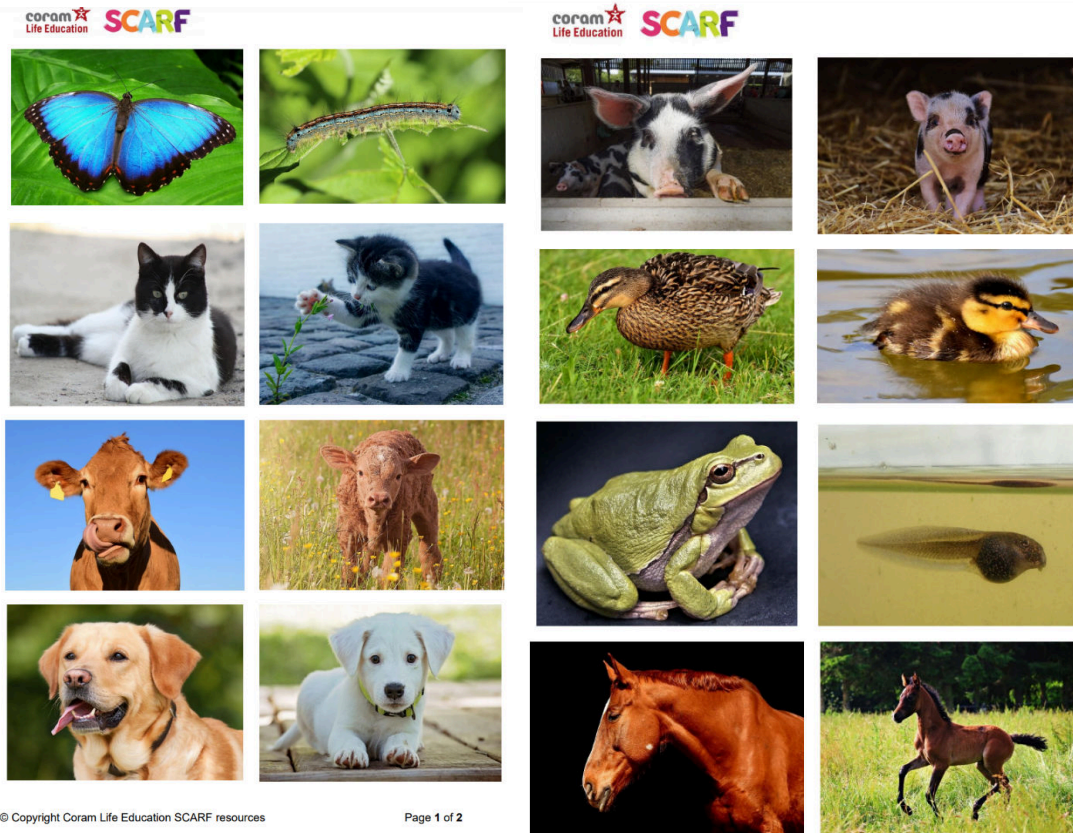 coram
Life Education
SCARF
coram
Life Education
SCARF
© Copyright Coram Life Education SCARF resources
Page 1 of 2